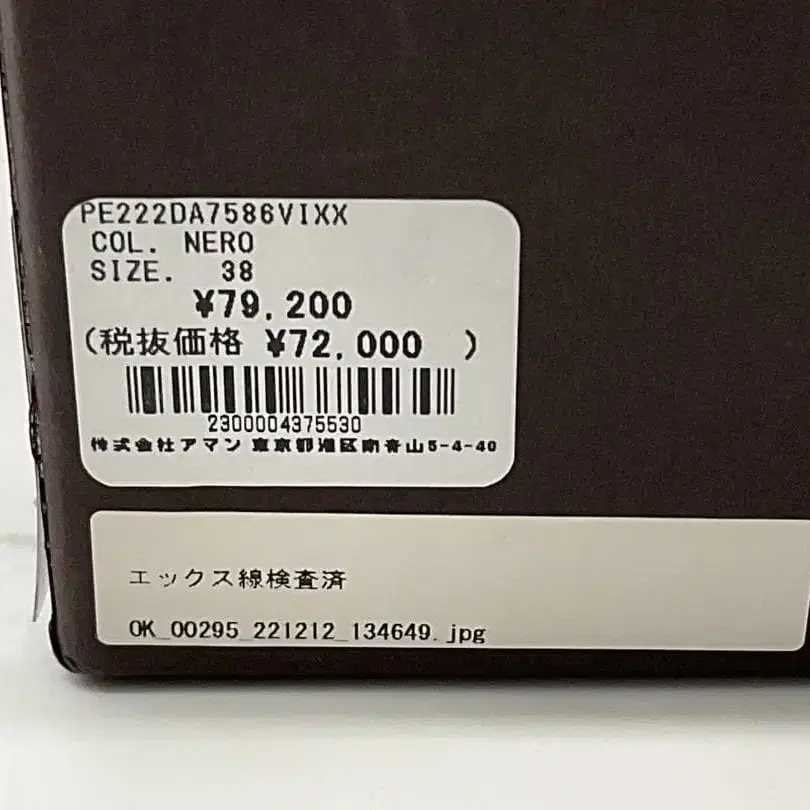 PE222DA7586VIXX
COL. NERO
SIZE. 38
¥79,200
(税抜価格 ¥72,000 )
2300004375530
株式会社アマン 東京都港区南青山5-4-40
エックス線検査済
OK_00295_221212_134649.jpg